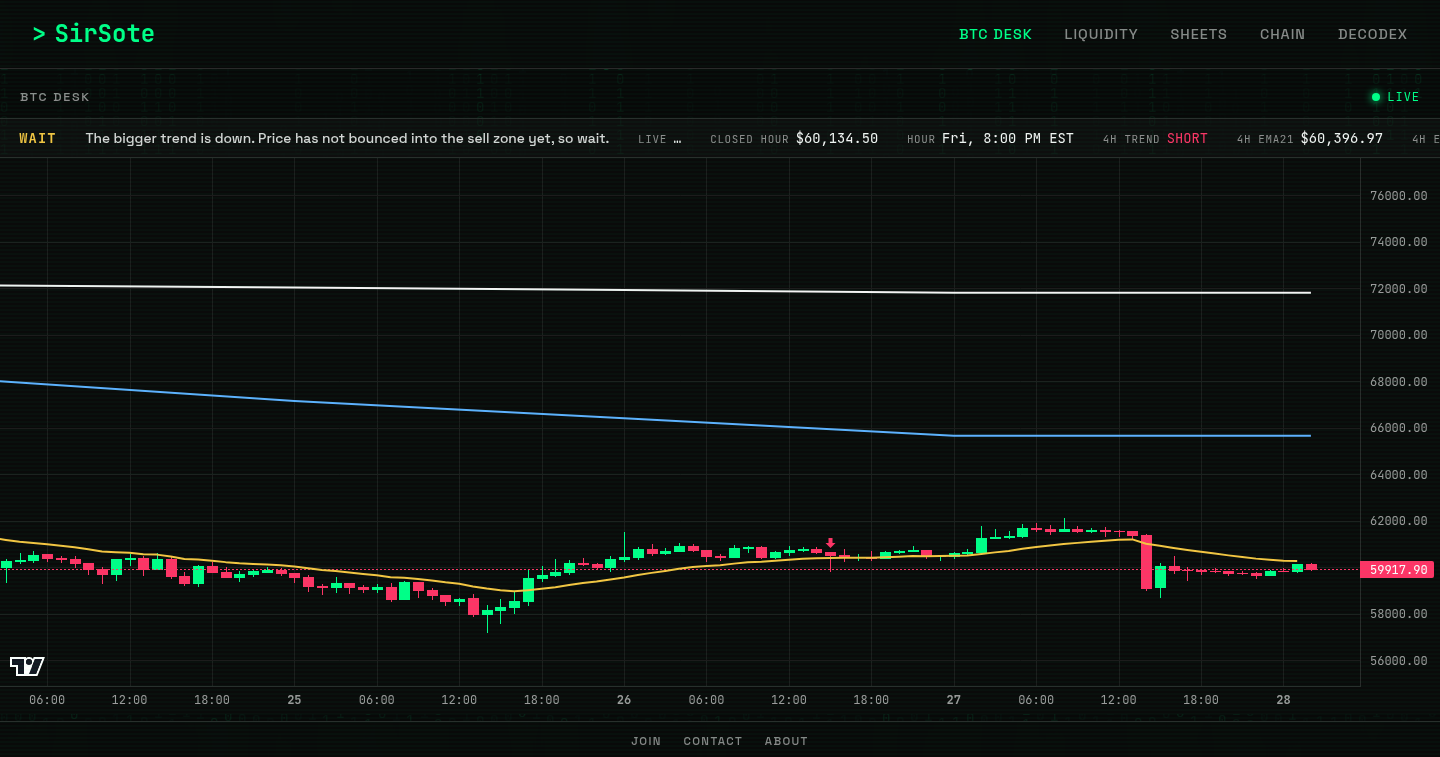 > SirSote
BTC DESK LIQUIDITY SHEETS CHAIN DECODEX
BTC DESK
LIVE
WAIT The bigger trend is down. Price has not bounced into the sell zone yet, so wait. LIVE … CLOSED HOUR $60,134.50 HOUR Fri, 8:00 PM EST 4H TREND SHORT 4H EMA21 $60,396.97 4H E
76000.00
74000.00
72000.00
70000.00
68000.00
66000.00
64000.00
62000.00
59917.90
58000.00
56000.00
06:00 12:00 18:00 25 06:00 12:00 18:00 26 06:00 12:00 18:00 27 06:00 12:00 18:00 28
JOIN CONTACT ABOUT